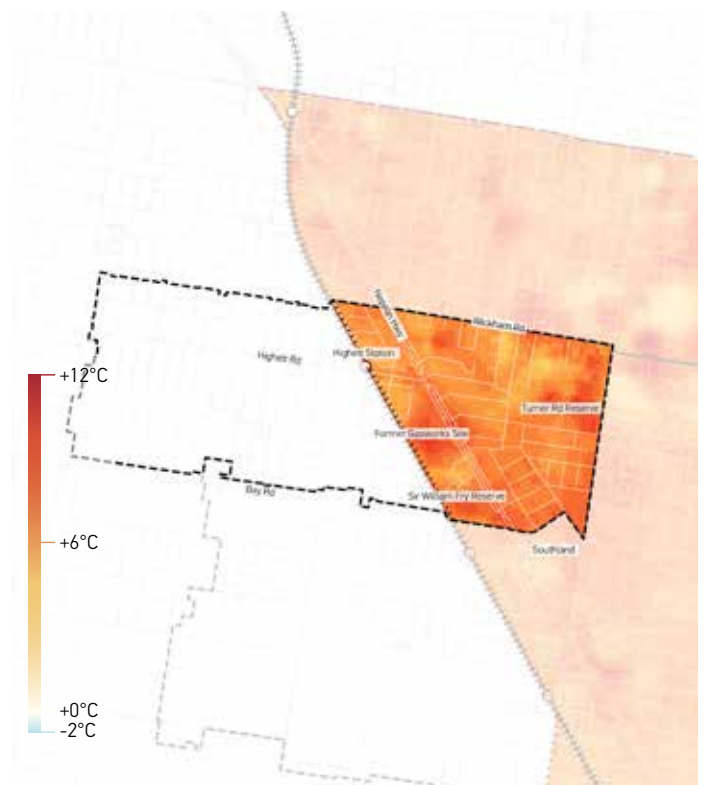 Nepean Hwy
Wickham Rd
Highett Rd
Highett Station
+12°C
Turner Rd Reserve
Former Gasworks Site
Bay Rd
Sir William Fry Reserve
+6°C
Southland
+0°C
-2°C